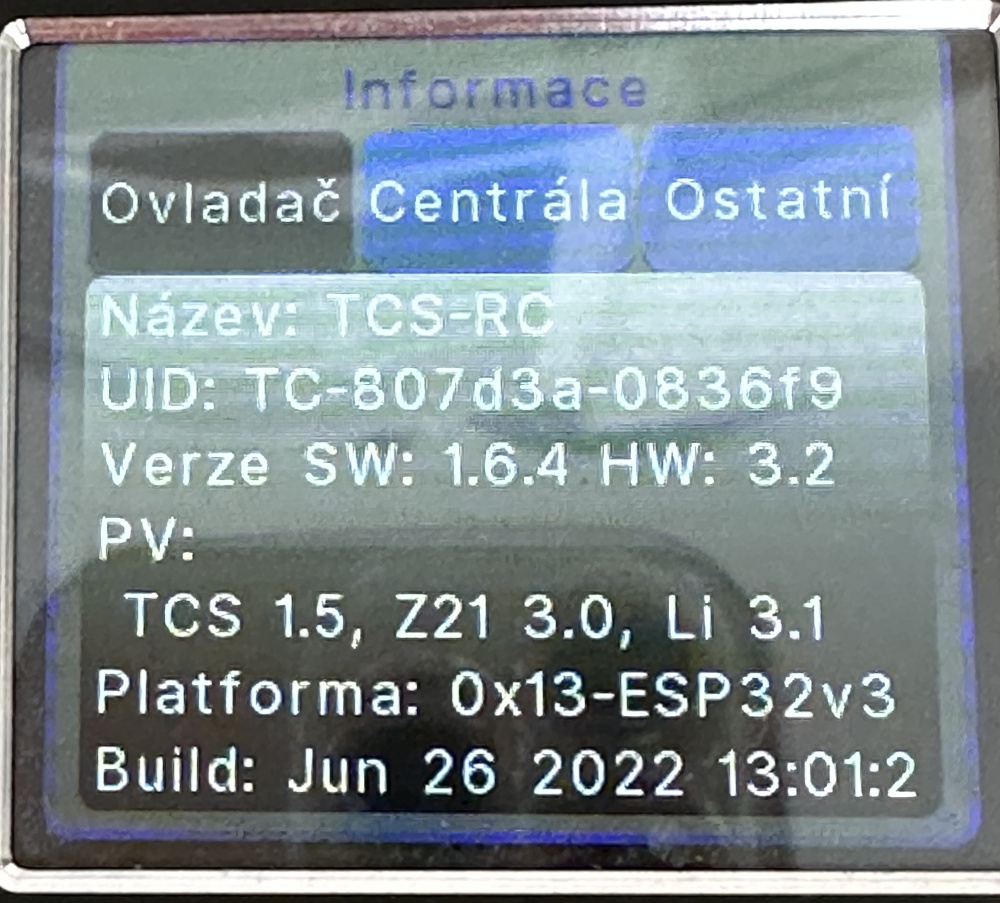 Informace
Ovladač Centrála Ostatní
Název: TCS-RC
UID: TC-807d3a-0836f9
Verze SW: 1.6.4 HW: 3.2
PV:
TCS 1.5, Z21 3.0, Li 3.1
Platforma: 0x13-ESP32v3
Build: Jun 26 2022 13:01:2